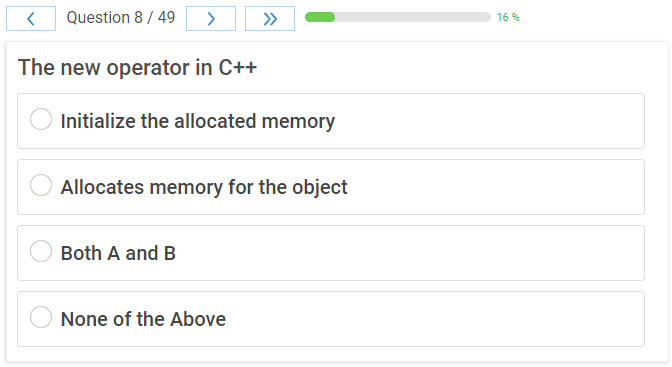 Question 8 / 49
16 %
The new operator in C++
Initialize the allocated memory
Allocates memory for the object
Both A and B
None of the Above